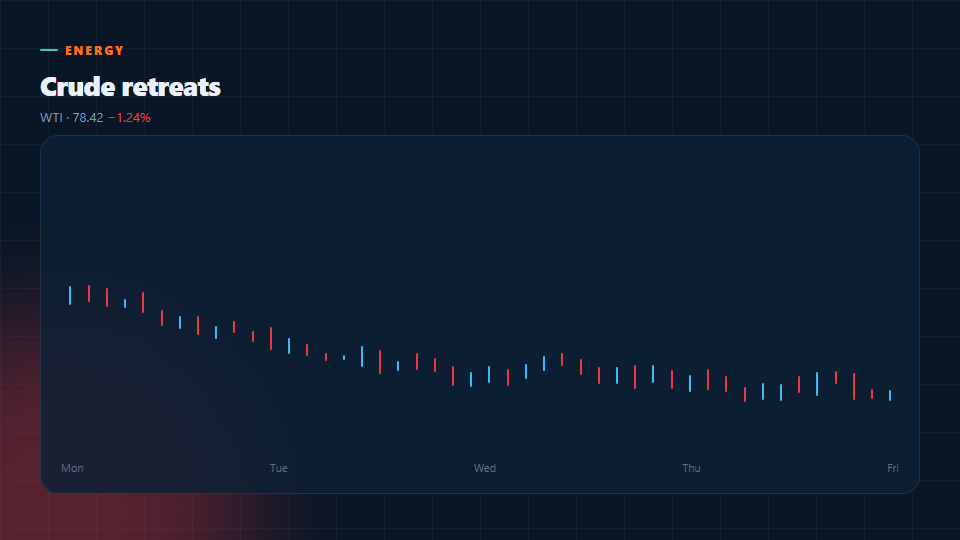 ENERGY
Crude retreats
WTI · 78.42 −1.24%
Mon Tue Wed Thu Fri